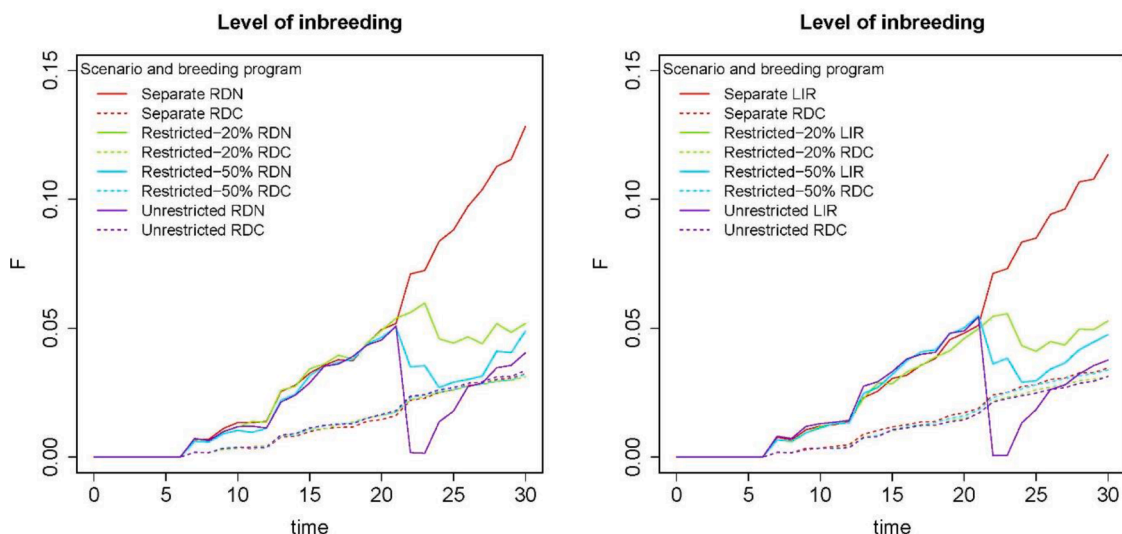 Level of inbreeding
0.15
0.10
0.05
0.00
F
Scenario and breeding program
Separate RDN
Separate RDC
Restricted−20% RDN
Restricted−20% RDC
Restricted−50% RDN
Restricted−50% RDC
Unrestricted RDN
Unrestricted RDC
0 5 10 15 20 25 30
time
Level of inbreeding
0.15
0.10
0.05
0.00
F
Scenario and breeding program
Separate LIR
Separate RDC
Restricted−20% LIR
Restricted−20% RDC
Restricted−50% LIR
Restricted−50% RDC
Unrestricted LIR
Unrestricted RDC
0 5 10 15 20 25 30
time